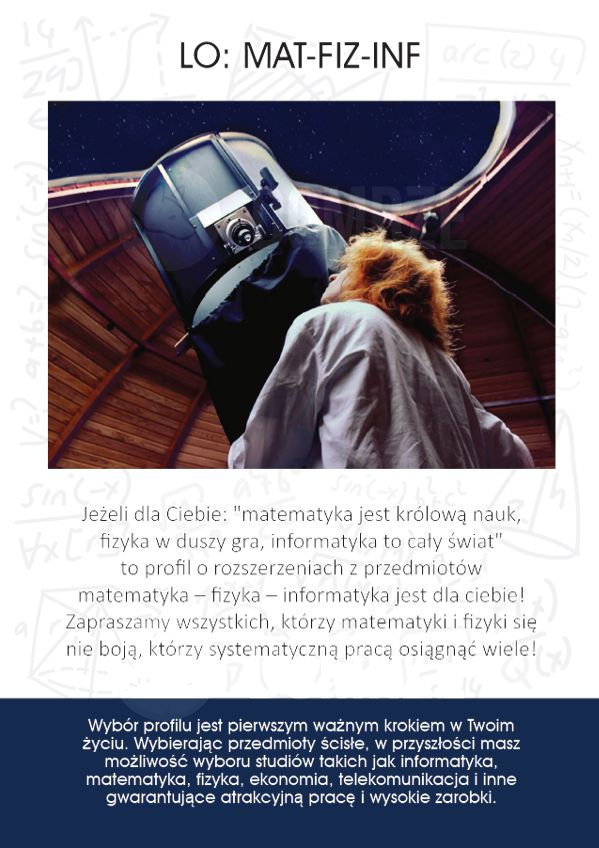 LO: MAT-FIZ-INF
Jeżeli dla Ciebie: "matematyka jest królową nauk,
fizyka w duszy gra, informatyka to cały świat"
to profil o rozszerzeniach z przedmiotów
matematyka – fizyka – informatyka jest dla ciebie!
Zapraszamy wszystkich, którzy matematyki i fizyki się
nie boją, którzy systematyczną pracą osiągnąć wiele!
Wybór profilu jest pierwszym ważnym krokiem w Twoim
życiu. Wybierając przedmioty ścisłe, w przyszłości masz
możliwość wyboru studiów takich jak informatyka,
matematyka, fizyka, ekonomia, telekomunikacja i inne
gwarantujące atrakcyjną pracę i wysokie zarobki.